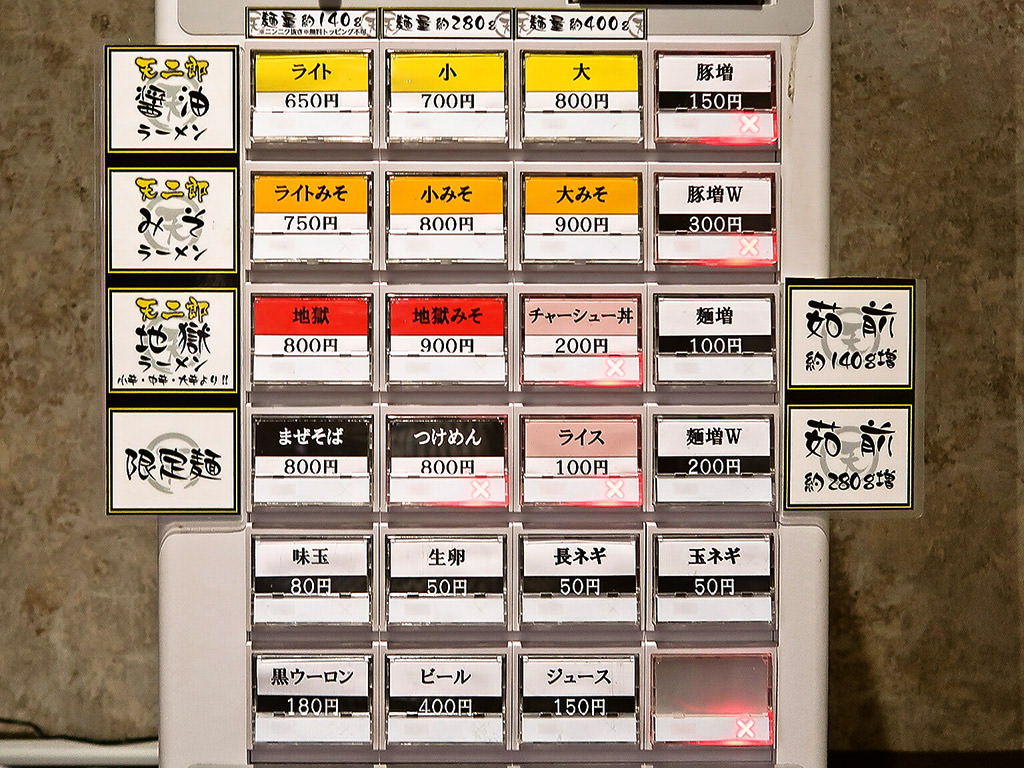 麺量 約140g
※ニンニク抜き※無料トッピング不可
麺量 約280g
麺量 約400g
天二郎
醤油
ラーメン
ライト
650円
小
700円
大
800円
豚増
150円
天二郎
みそ
ラーメン
ライトみそ
750円
小みそ
800円
大みそ
900円
豚増W
300円
天二郎
地獄
ラーメン
小辛・中辛・大辛より!!
地獄
800円
地獄みそ
900円
チャーシュー丼
200円
麺増
100円
茹前
約140g増
限定麺
まぜそば
800円
つけめん
800円
ライス
100円
麺増W
200円
茹前
約280g増
味玉
80円
生卵
50円
長ネギ
50円
玉ネギ
50円
黒ウーロン
180円
ビール
400円
ジュース
150円